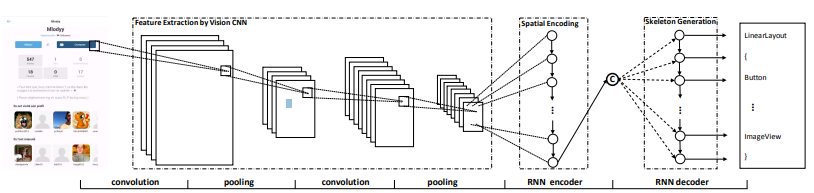 Mlodyy
Mlodyy
547
18
0
17
Feature Extraction by Vision CNN
Spatial Encoding
Skeleton Generation
C
LinearLayout
{
Button
⋮
ImageView
}
convolution
pooling
convolution
pooling
RNN encoder
RNN decoder